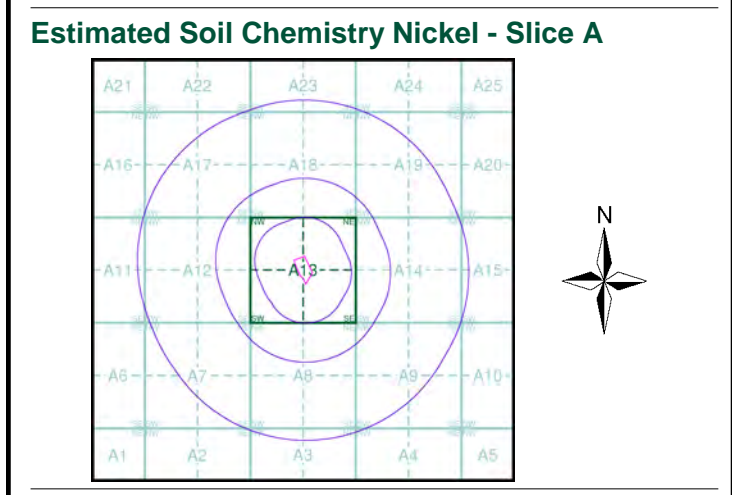 Estimated Soil Chemistry Nickel - Slice A
A21 A22 A23 A24 A25
A16 A17 A18 A19 A20
N
NW NE
A11 A12 A13 A14 A15
SW SE
A6 A7 A8 A9 A10
A1 A2 A3 A4 A5